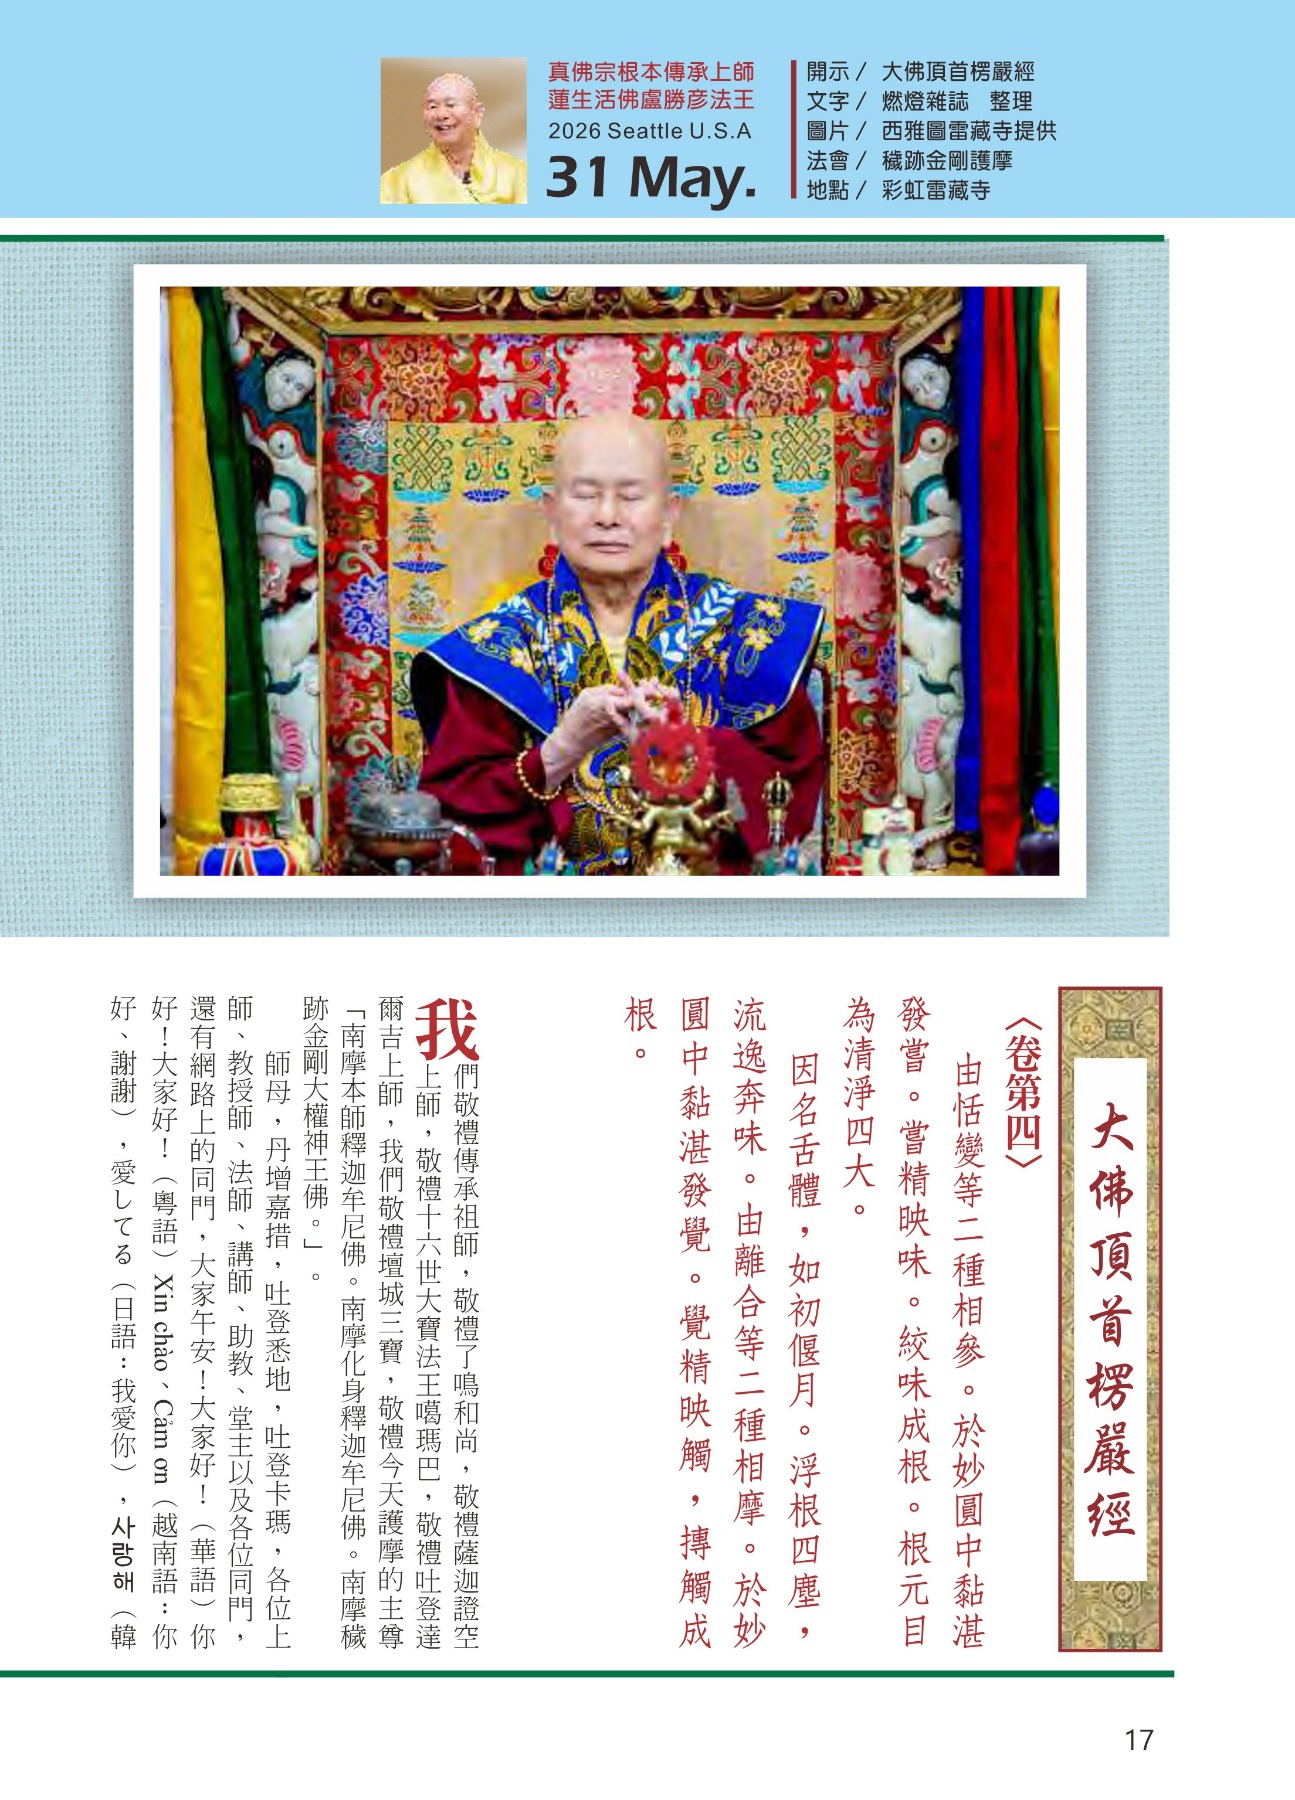 真佛宗根本傳承上師
蓮生活佛盧勝彥法王
2026 Seattle U.S.A
31 May.
開示／ 大佛頂首楞嚴經
文字／ 燃燈雜誌 整理
圖片／ 西雅圖雷藏寺提供
法會／ 穢跡金剛護摩
地點／ 彩虹雷藏寺
大佛頂首楞嚴經
〈卷第四〉
由恬變等二種相參。於妙圓中黏湛
發嘗。嘗精映味。絞味成根。根元目
為清淨四大。
因名舌體，如初偃月。浮根四塵，
流逸奔味。由離合等二種相摩。於妙
圓中黏湛發覺。覺精映觸，摶觸成
根。
我們敬禮傳承祖師，敬禮了鳴和尚，敬禮薩迦證空
上師，敬禮十六世大寶法王噶瑪巴，敬禮吐登達
爾吉上師，我們敬禮壇城三寶，敬禮今天護摩的主尊
「南摩本師釋迦牟尼佛。南摩化身釋迦牟尼佛。南摩穢
跡金剛大權神王佛。」。
師母，丹增嘉措，吐登悉地，吐登卡瑪，各位上
師、教授師、法師、講師、助教、堂主以及各位同門，
還有網路上的同門，大家午安！大家好！（華語）你
好！大家好！（粵語）Xin chào、Cảm ơn（越南語：你
好、謝謝），愛してる（日語：我愛你），사랑해（韓
17